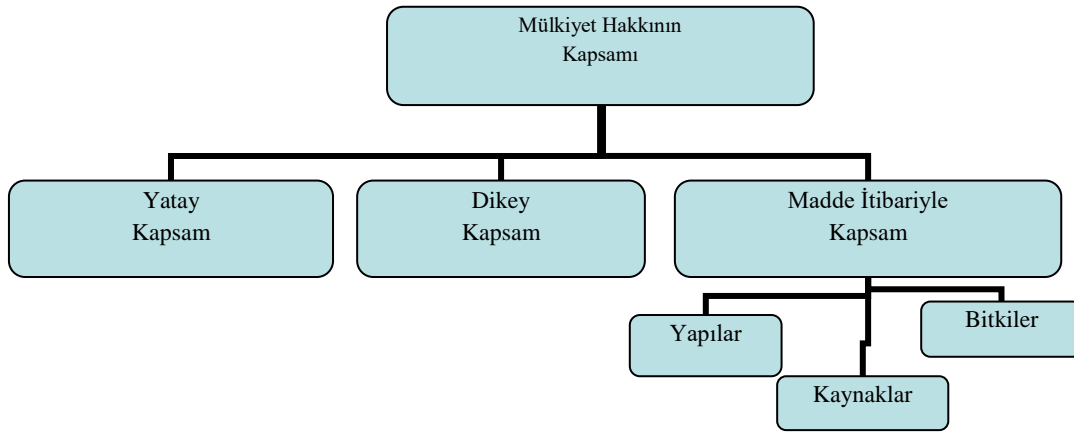 Mülkiyet Hakkının
Kapsamı
Yatay
Kapsam
Dikey
Kapsam
Madde İtibariyle
Kapsam
Yapılar
Bitkiler
Kaynaklar